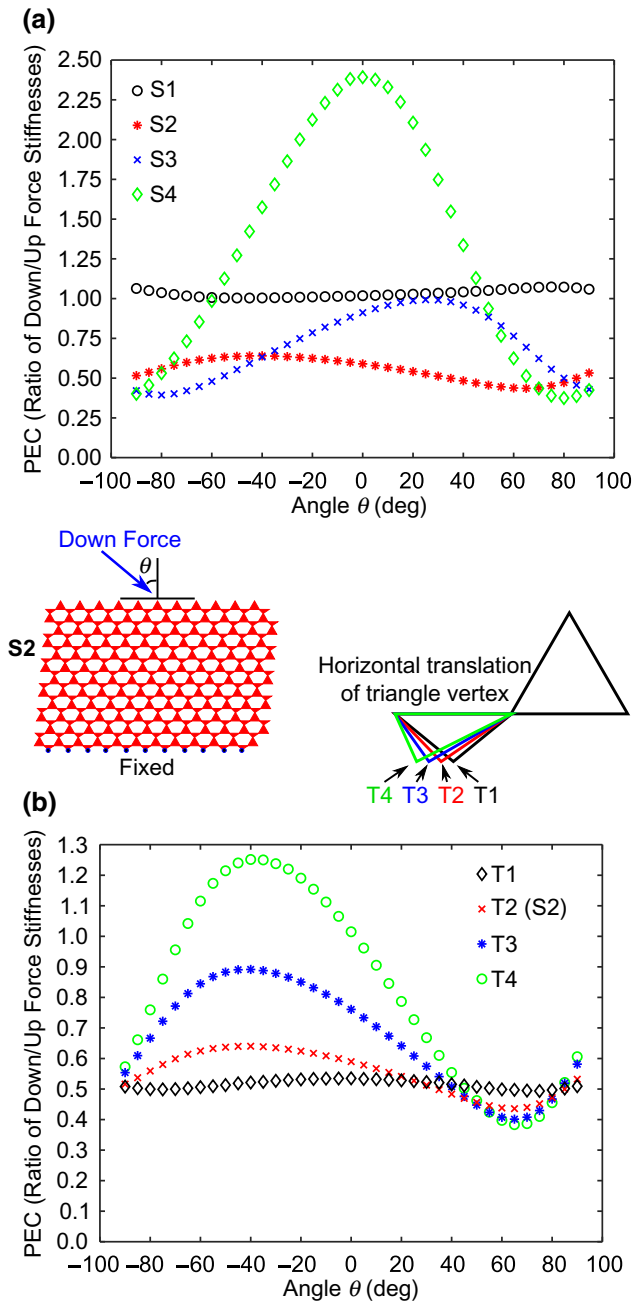 (a)
PEC (Ratio of Down/Up Force Stiffnesses)
2.50
2.25
2.00
1.75
1.50
1.25
1.00
0.75
0.50
0.25
0.00
S1
S2
S3
S4
−100 −80 −60 −40 −20 0 20 40 60 80 100
Angle θ (deg)
Down Force
θ
S2
Fixed
Horizontal translation
of triangle vertex
T4 T3 T2 T1
(b)
PEC (Ratio of Down/Up Force Stiffnesses)
1.3
1.2
1.1
1.0
0.9
0.8
0.7
0.6
0.5
0.4
0.3
0.2
0.1
0.0
T1
T2 (S2)
T3
T4
−100 −80 −60 −40 −20 0 20 40 60 80 100
Angle θ (deg)